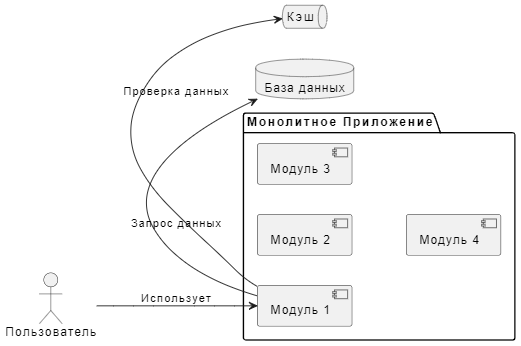 Кэш
Проверка данных
База данных
Монолитное Приложение
Модуль 3
Запрос данных
Модуль 2
Модуль 4
Использует
Модуль 1
Пользователь